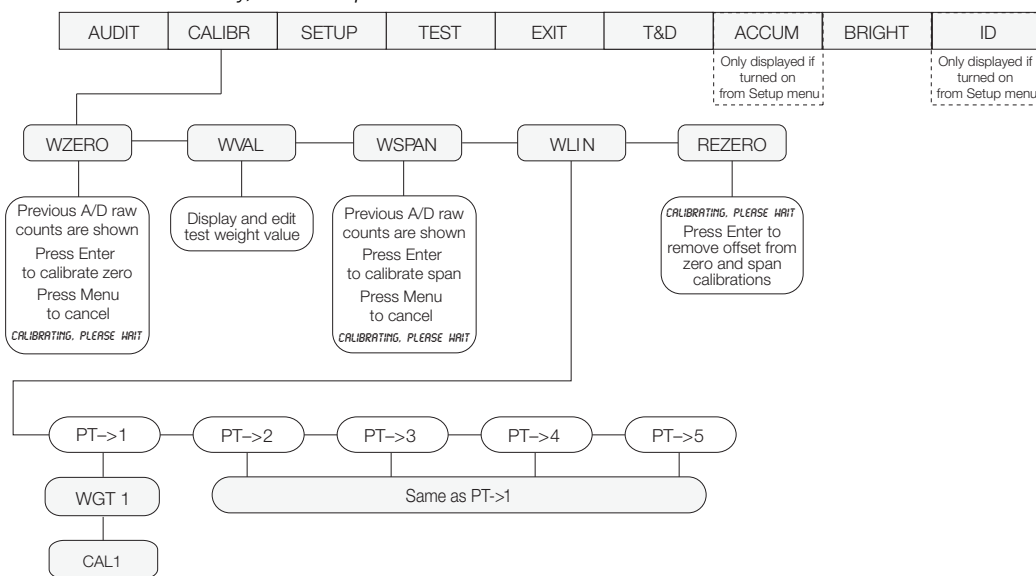 AUDIT CALIBR SETUP TEST EXIT T&D ACCUM BRIGHT ID
Only displayed if
turned on
from Setup menu
Only displayed if
turned on
from Setup menu
WZERO WVAL WSPAN WLIN REZERO
Previous A/D raw
counts are shown
Press Enter
to calibrate zero
Press Menu
to cancel
CALIBRATING, PLEASE WAIT
Display and edit
test weight value
Previous A/D raw
counts are shown
Press Enter
to calibrate span
Press Menu
to cancel
CALIBRATING, PLEASE WAIT
CALIBRATING, PLEASE WAIT
Press Enter to
remove offset from
zero and span
calibrations
PT–>1 PT–>2 PT–>3 PT–>4 PT–>5
WGT 1
Same as PT->1
CAL1